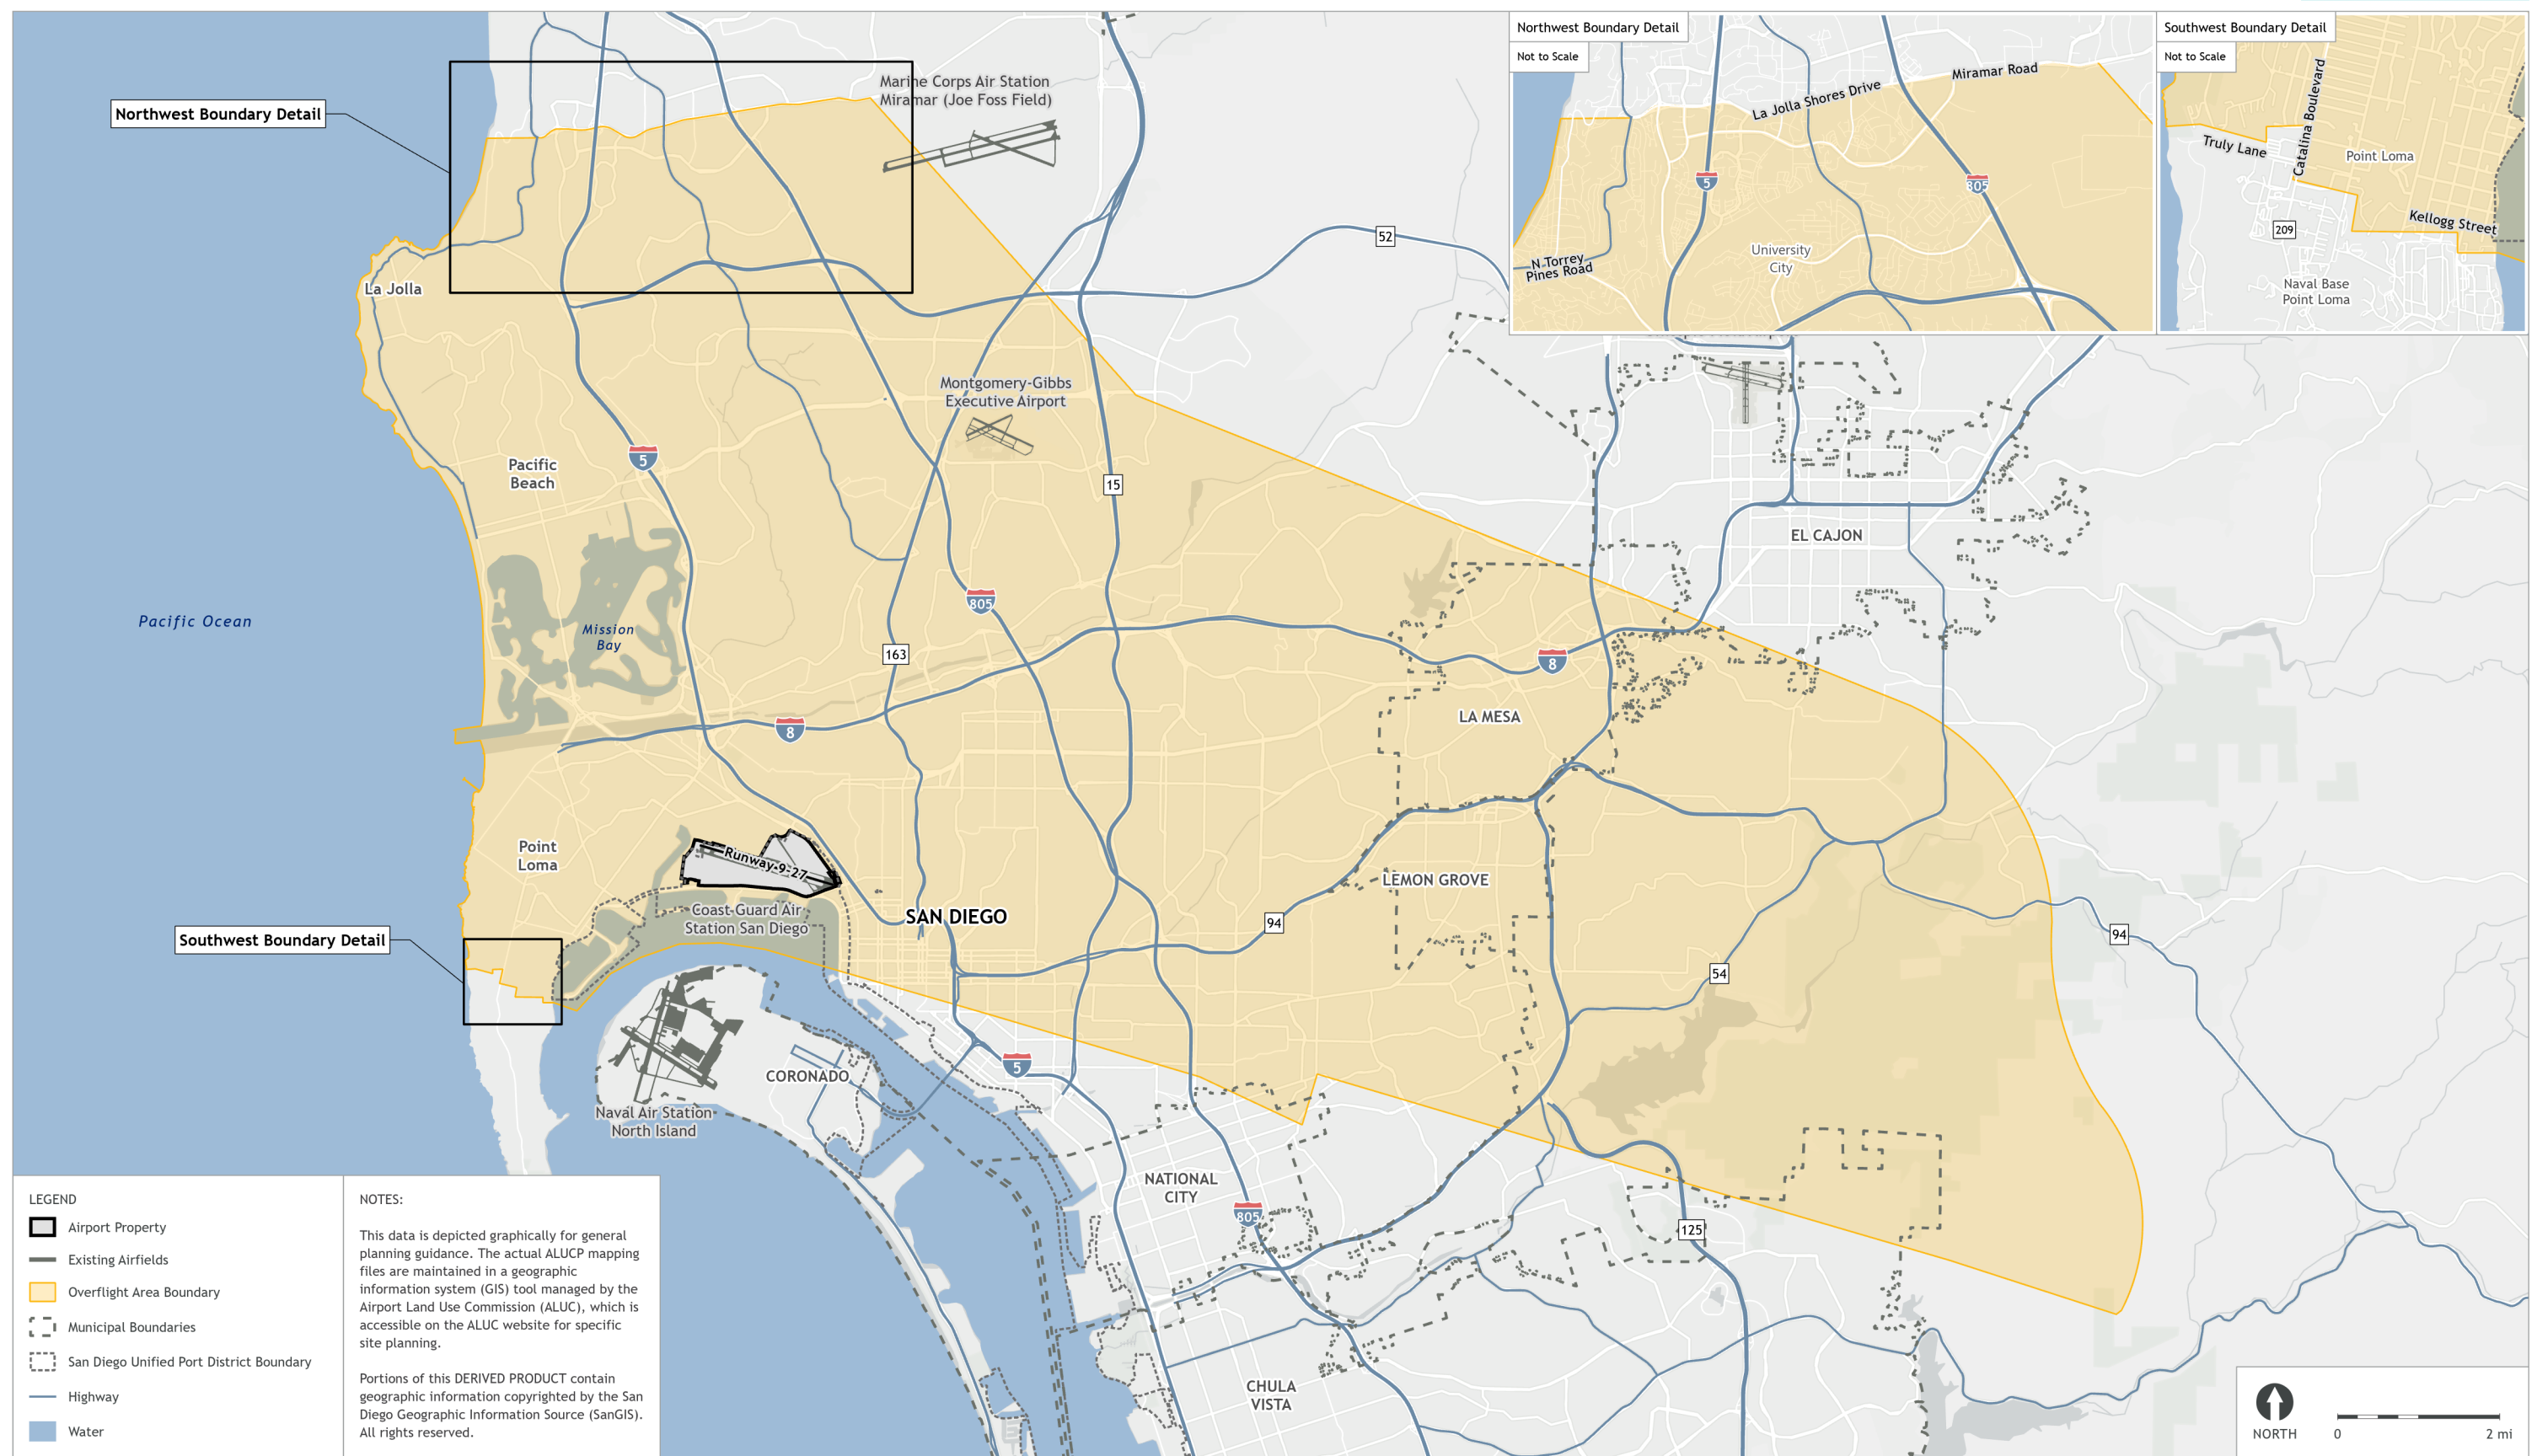 Northwest Boundary Detail
Not to Scale
La Jolla Shores Drive
Miramar Road
5
805
University
City
N Torrey
Pines Road
Southwest Boundary Detail
Not to Scale
Catalina Boulevard
Truly Lane
Point Loma
Kellogg Street
209
Naval Base
Point Loma
Northwest Boundary Detail
Marine Corps Air Station
Miramar (Joe Foss Field)
52
La Jolla
Montgomery-Gibbs
Executive Airport
5
Pacific
Beach
15
EL CAJON
805
Pacific Ocean
Mission
Bay
163
8
LA MESA
8
Point
Loma
Runway 9-27
LEMON GROVE
Coast Guard Air
Station San Diego
SAN DIEGO
94
94
Southwest Boundary Detail
54
5
CORONADO
Naval Air Station
North Island
NATIONAL
CITY
805
125
CHULA
VISTA
LEGEND
Airport Property
Existing Airfields
Overflight Area Boundary
Municipal Boundaries
San Diego Unified Port District Boundary
Highway
Water
NOTES:
This data is depicted graphically for general
planning guidance. The actual ALUCP mapping
files are maintained in a geographic
information system (GIS) tool managed by the
Airport Land Use Commission (ALUC), which is
accessible on the ALUC website for specific
site planning.
Portions of this DERIVED PRODUCT contain
geographic information copyrighted by the San
Diego Geographic Information Source (SanGIS).
All rights reserved.
NORTH
0
2 mi